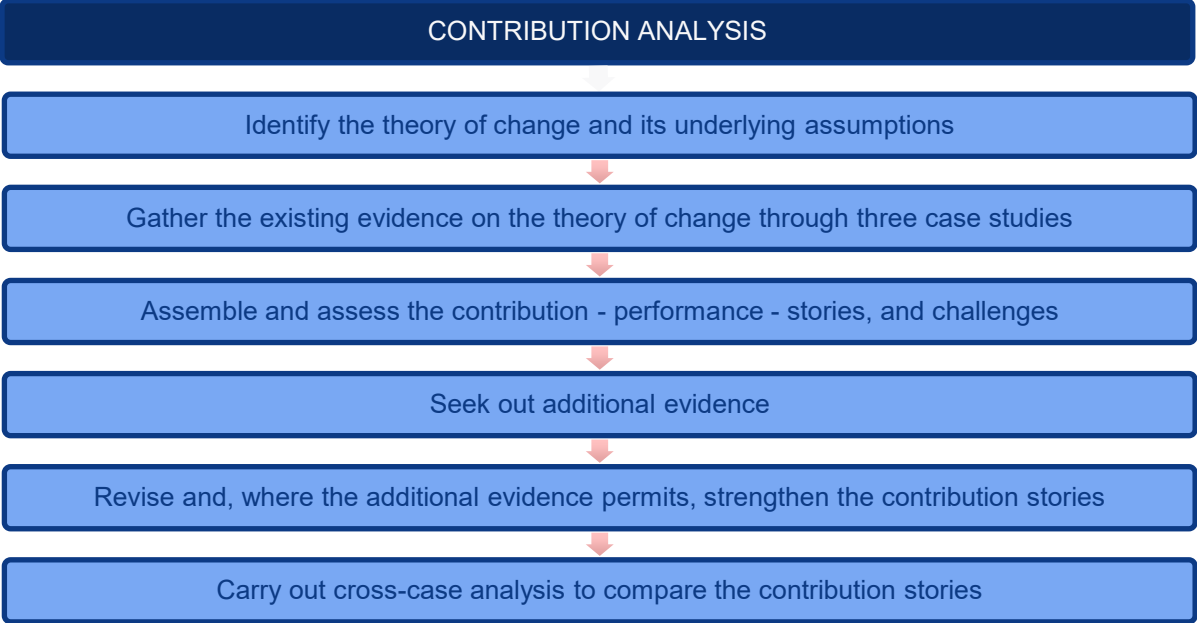 CONTRIBUTION ANALYSIS
Identify the theory of change and its underlying assumptions
Gather the existing evidence on the theory of change through three case studies
Assemble and assess the contribution - performance - stories, and challenges
Seek out additional evidence
Revise and, where the additional evidence permits, strengthen the contribution stories
Carry out cross-case analysis to compare the contribution stories